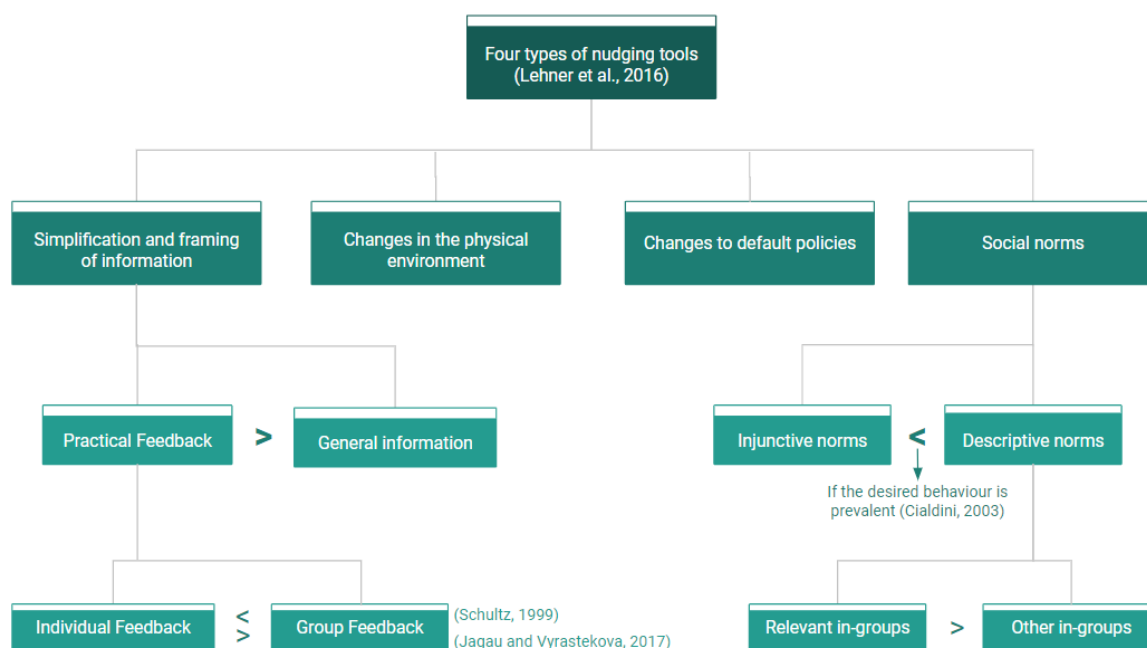 Four types of nudging tools
(Lehner et al., 2016)
Simplification and framing
of information
Changes in the physical
environment
Changes to default policies
Social norms
Practical Feedback
>
General information
Injunctive norms
<
Descriptive norms
If the desired behaviour is
prevalent (Cialdini, 2003)
Individual Feedback
<
>
Group Feedback
(Schultz, 1999)
(Jagau and Vyrastekova, 2017)
Relevant in-groups
>
Other in-groups